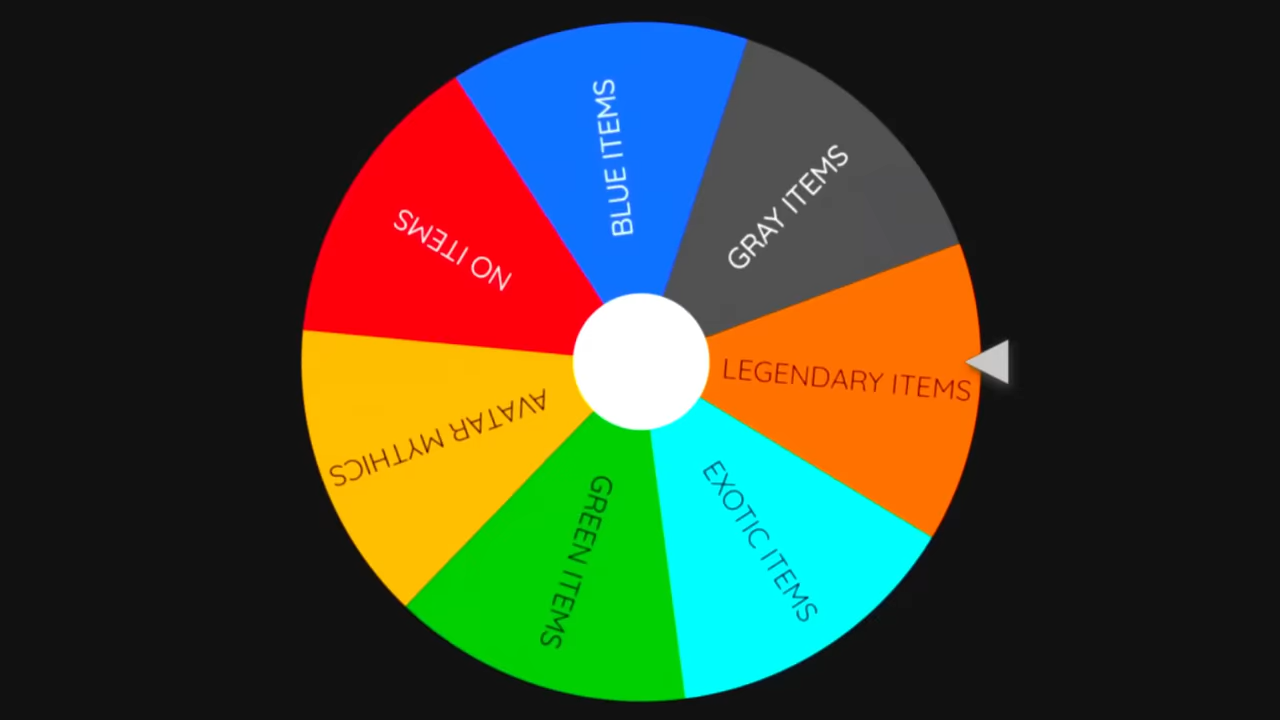 BLUE ITEMS
GRAY ITEMS
LEGENDARY ITEMS
EXOTIC ITEMS
GREEN ITEMS
AVATAR MYTHICS
NO ITEMS